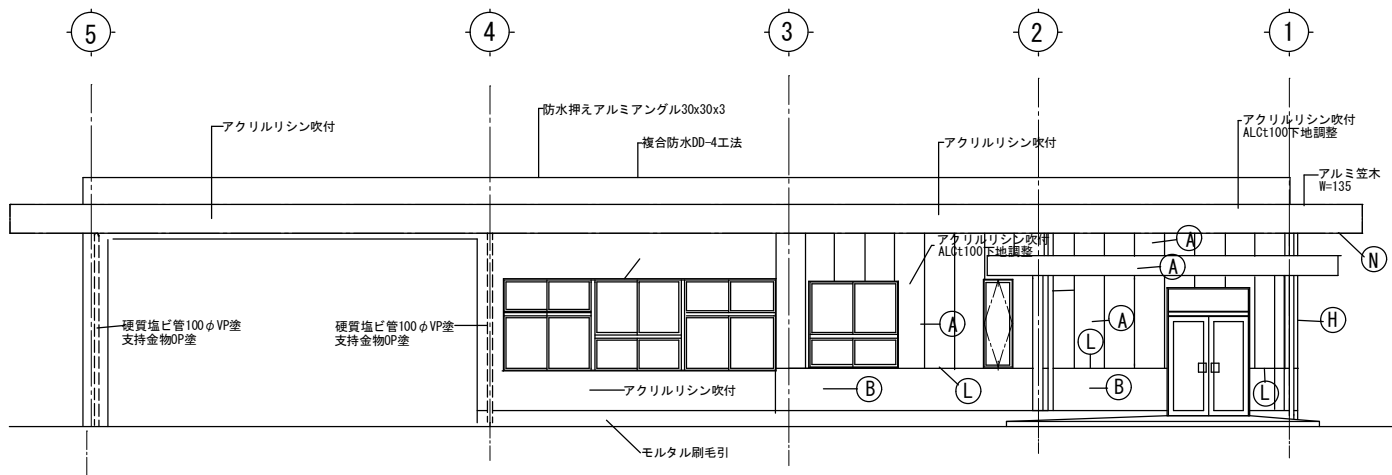 5
4
3
2
1
防水押えアルミアングル30x30x3
アクリルリシン吹付
複合防水DD-4工法
アクリルリシン吹付
アクリルリシン吹付
ALCt100下地調整
アルミ笠木
W=135
アクリルリシン吹付
ALCt100下地調整
A
A
N
硬質塩ビ管100φVP塗
支持金物OP塗
硬質塩ビ管100φVP塗
支持金物OP塗
A
A
H
L
アクリルリシン吹付
B
L
B
L
モルタル刷毛引